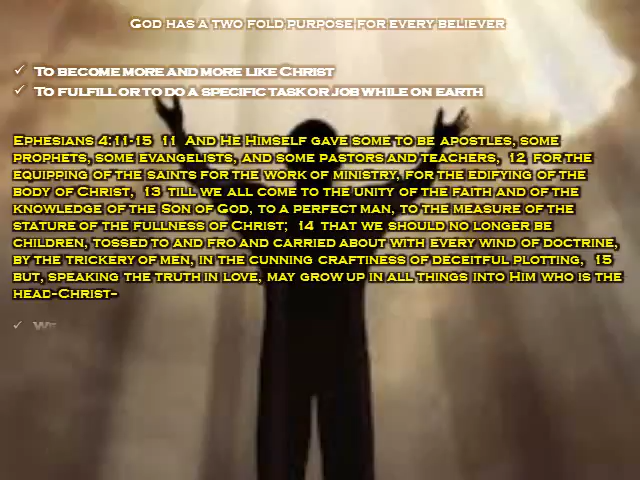 God has a two fold purpose for every believer
✓ To become more and more like Christ
✓ To fulfill or to do a specific task or job while on earth
Ephesians 4:11-15 11 And He Himself gave some to be apostles, some
prophets, some evangelists, and some pastors and teachers, 12 for the
equipping of the saints for the work of ministry, for the edifying of the
body of Christ, 13 till we all come to the unity of the faith and of the
knowledge of the Son of God, to a perfect man, to the measure of the
stature of the fullness of Christ; 14 that we should no longer be
children, tossed to and fro and carried about with every wind of doctrine,
by the trickery of men, in the cunning craftiness of deceitful plotting, 15
but, speaking the truth in love, may grow up in all things into Him who is the
head-Christ-
✓ We